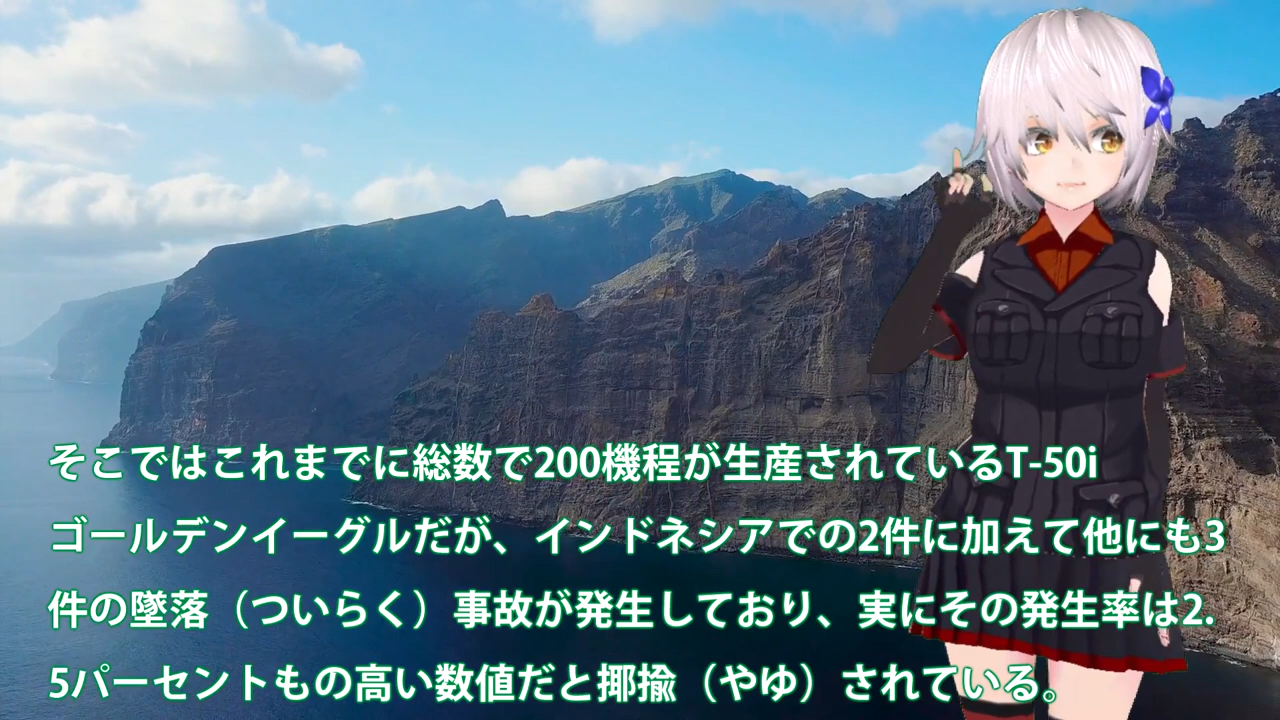 そこではこれまでに総数で200機程が生産されているT-50i
ゴールデンイーグルだが、インドネシアでの2件に加えて他にも3
件の墜落（ついらく）事故が発生しており、実にその発生率は2.
5パーセントもの高い数値だと揶揄（やゆ）されている。